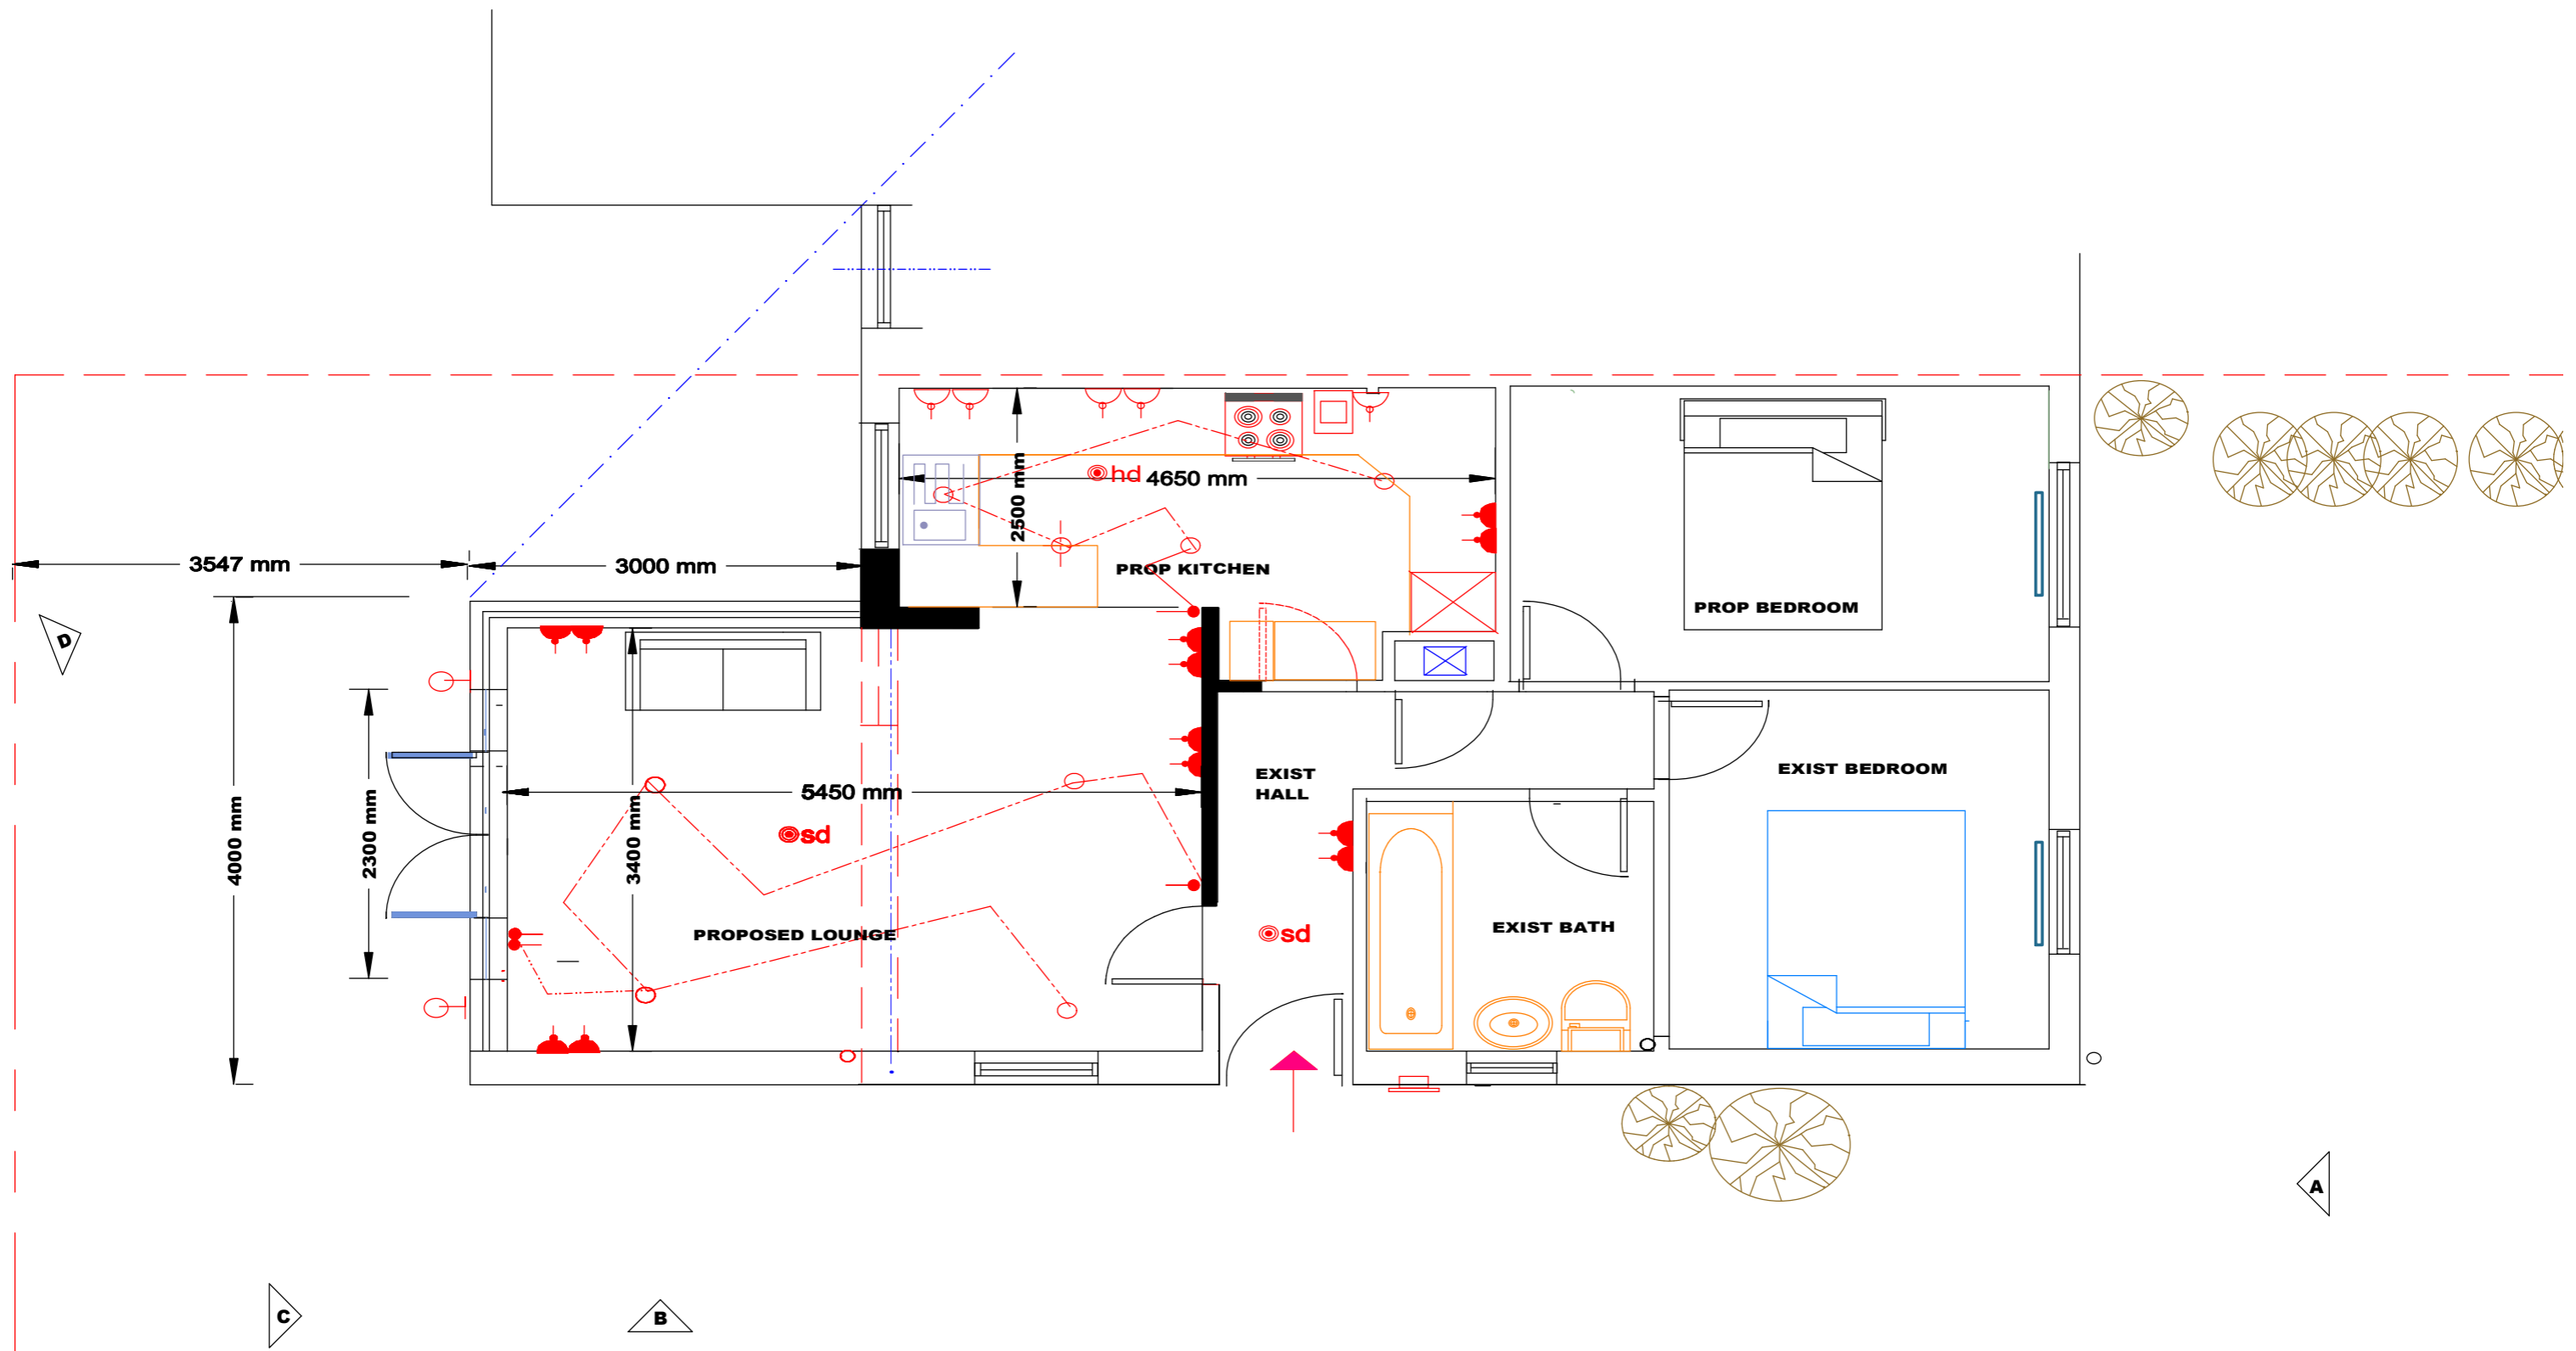 hd
4650 mm
2500 mm
3547 mm
3000 mm
PROP KITCHEN
PROP BEDROOM
D
EXIST
HALL
EXIST BEDROOM
5450 mm
sd
4000 mm
2300 mm
3400 mm
PROPOSED LOUNGE
sd
EXIST BATH
A
C
B